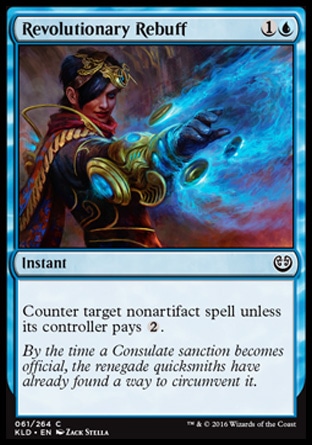 Revolutionary Rebuff 1
Instant
Counter target nonartifact spell unless
its controller pays 2.
By the time a Consulate sanction becomes
official, the renegade quicksmiths have
already found a way to circumvent it.
061/264 C
KLD • EN Zack Stella
™ & © 2016 Wizards of the Coast